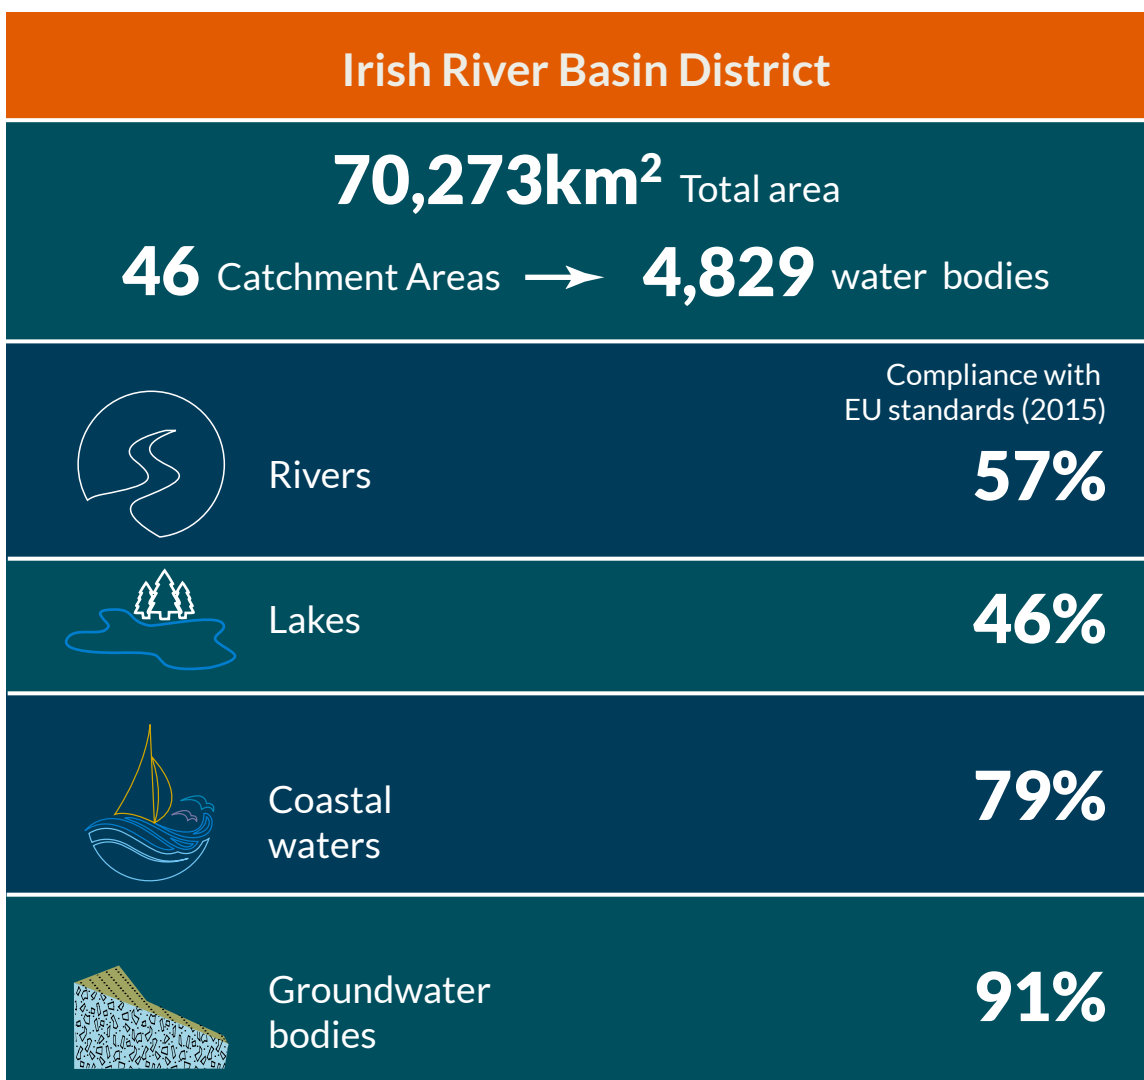 Irish River Basin District
70,273km² Total area
46 Catchment Areas → 4,829 water bodies
Compliance with
EU standards (2015)
Rivers 57%
Lakes 46%
Coastal
waters
79%
Groundwater
bodies
91%